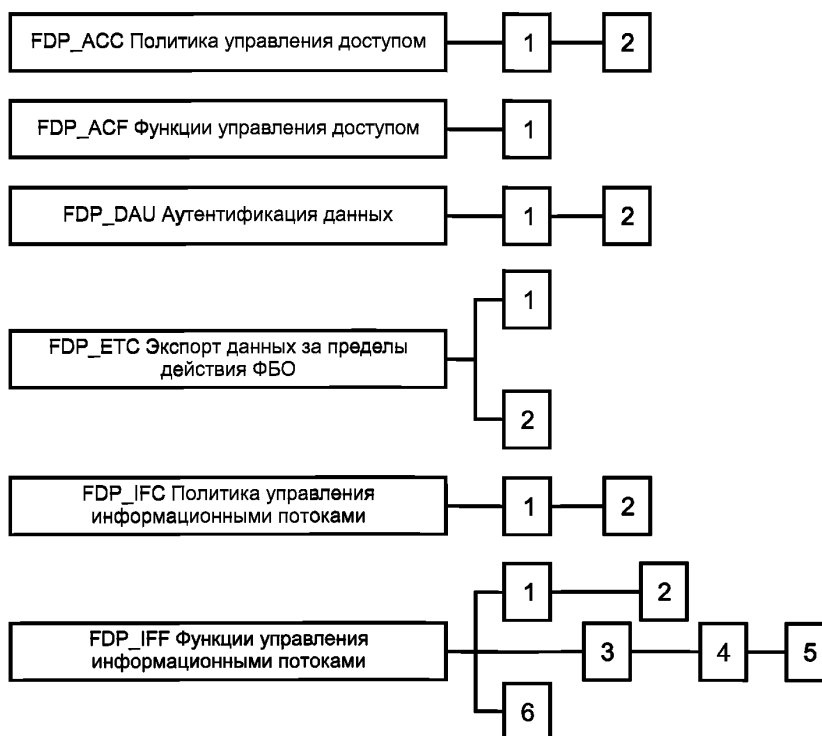 FDP_ACC Политика управления доступом 1 2
FDP_ACF Функции управления доступом 1
FDP_DAU Аутентификация данных 1 2
1
FDP_ETC Экспорт данных за пределы
действия ФБО
2
FDP_IFC Политика управления
информационными потоками
1 2
1 2
FDP_IFF Функции управления
информационными потоками
3 4 5
6